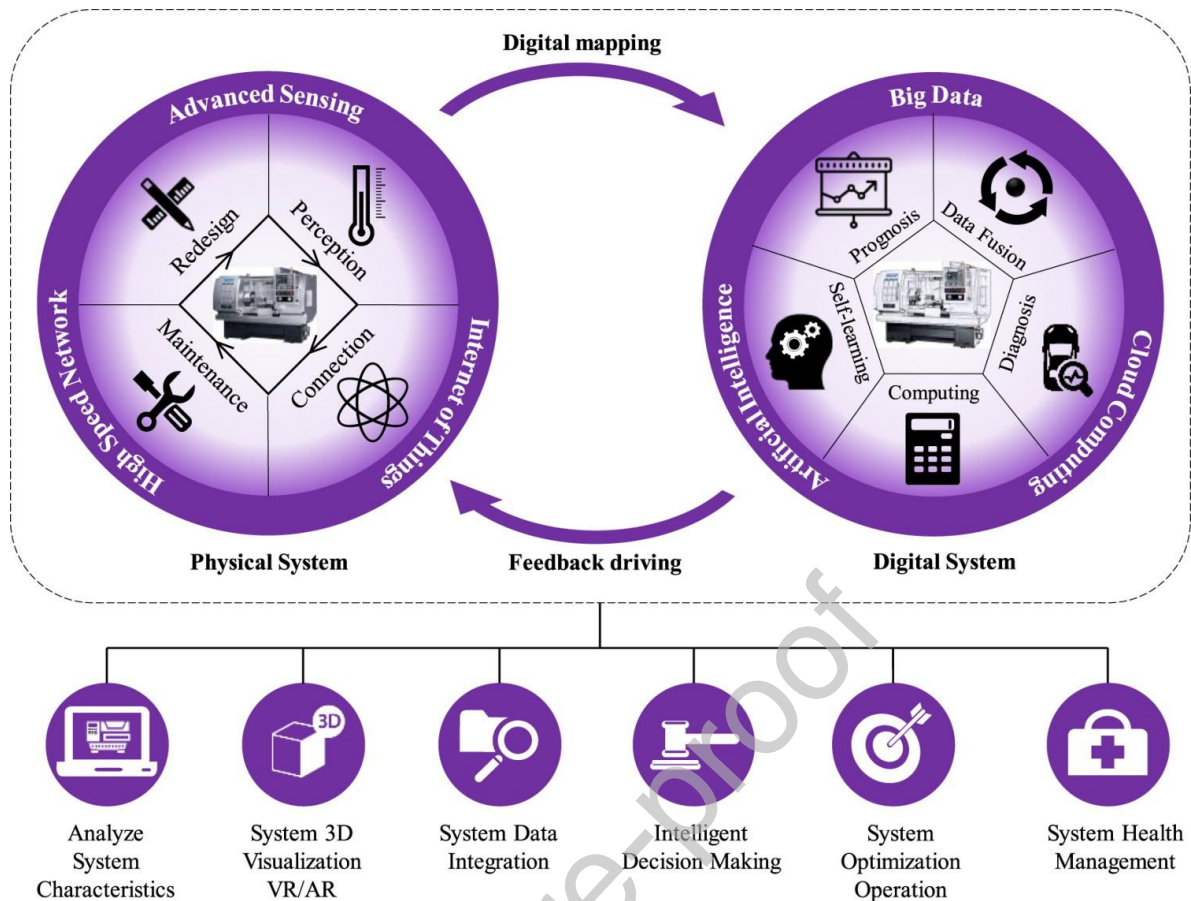 Digital mapping
Advanced Sensing
High Speed Network
Internet of Things
Redesign
Perception
Maintenance
Connection
Physical System
Big Data
Artificial Intelligence
Cloud Computing
Prognosis
Data Fusion
Self-learning
Diagnosis
Computing
Feedback driving
Digital System
3D
Analyze
System
Characteristics
System 3D
Visualization
VR/AR
System Data
Integration
Intelligent
Decision Making
System
Optimization
Operation
System Health
Management
e-proof